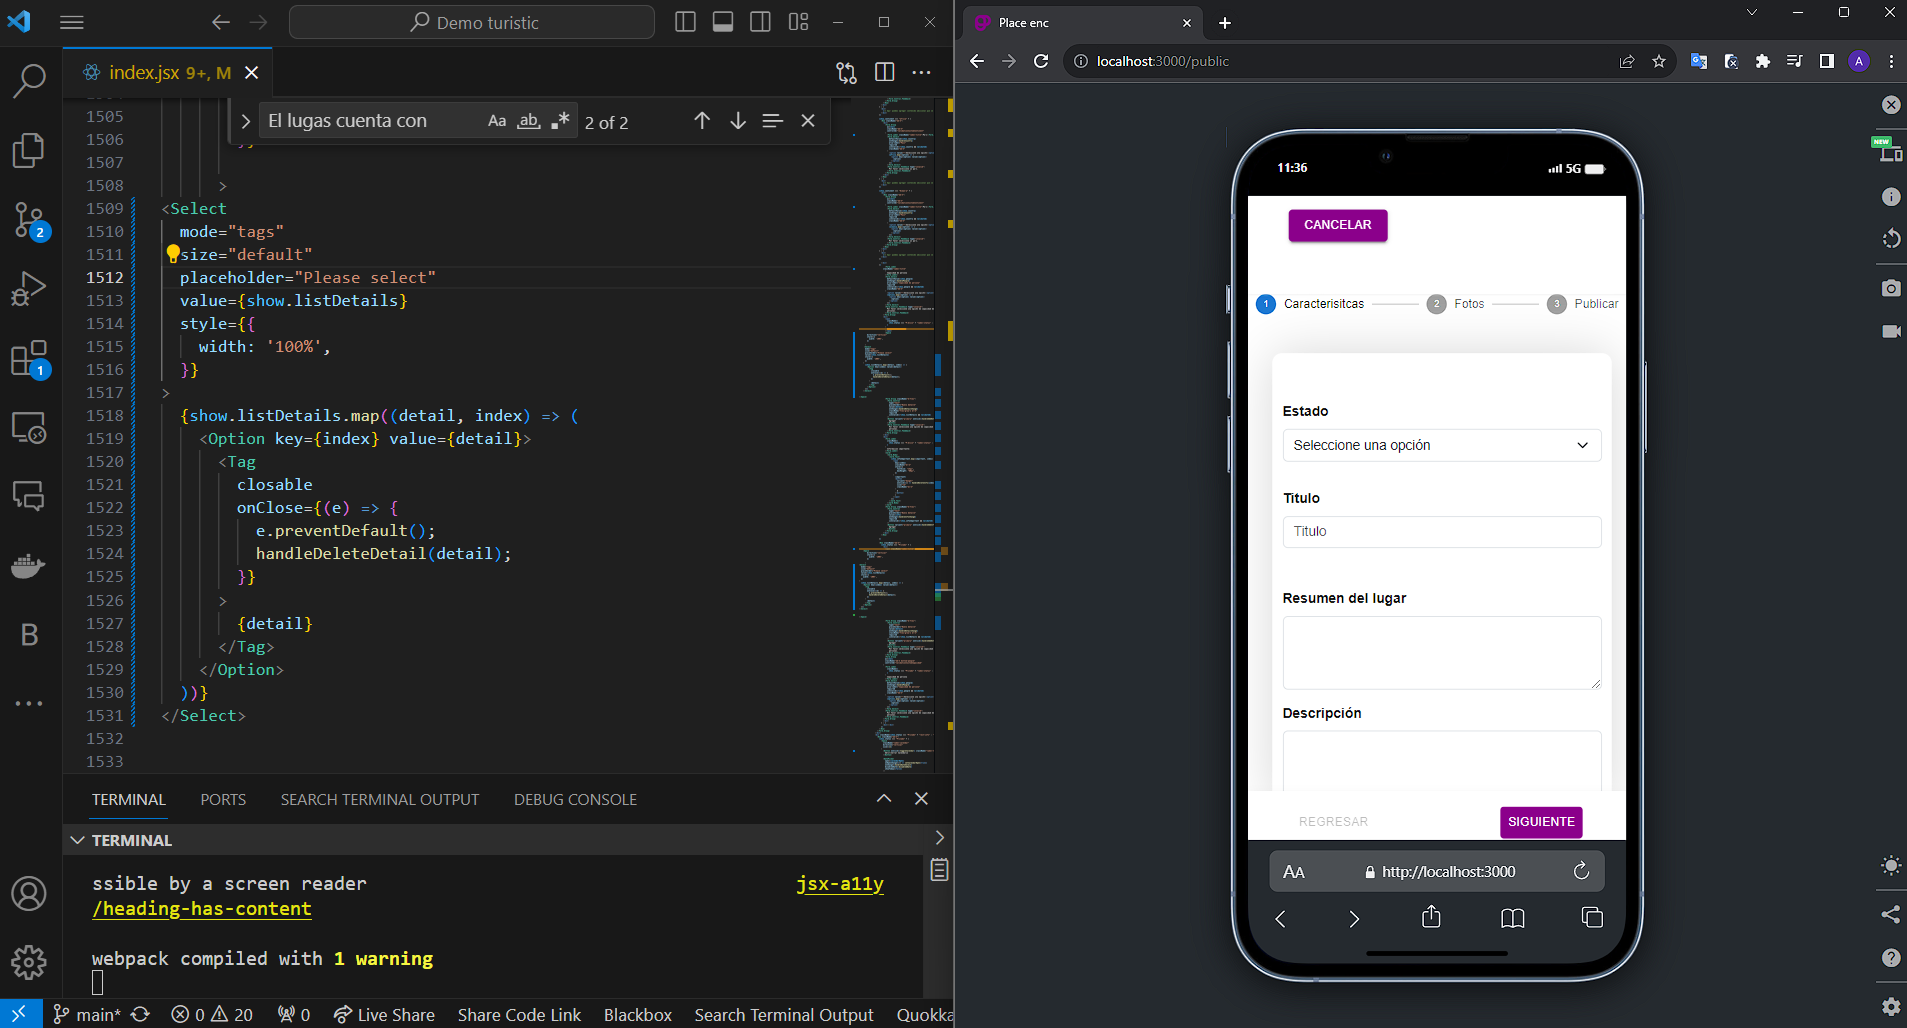 Demo turistic
index.jsx 9+, M
El lugas cuenta con
Aa ab
2 of 2
1505
1506
1507
1508 >
1509 <Select
1510 mode="tags"
1511 size="default"
1512 placeholder="Please select"
1513 value={show.listDetails}
1514 style={{
1515 width: '100%',
1516 }}
1517 >
1518 {show.listDetails.map((detail, index) => (
1519 <Option key={index} value={detail}>
1520 <Tag
1521 closable
1522 onClose={(e) => {
1523 e.preventDefault();
1524 handleDeleteDetail(detail);
1525 }}
1526 >
1527 {detail}
1528 </Tag>
1529 </Option>
1530 ))}
1531 </Select>
1532
1533
2
1
B
TERMINAL PORTS SEARCH TERMINAL OUTPUT DEBUG CONSOLE
TERMINAL
ssible by a screen reader jsx-a11y
/heading-has-content
webpack compiled with 1 warning
main* 0 20 0 Live Share Share Code Link Blackbox Search Terminal Output Quokka
Place enc
localhost:3000/public
A
NEW
11:36
5G
CANCELAR
1 Caracterisitcas 2 Fotos 3 Publicar
Estado
Seleccione una opción
Titulo
Titulo
Resumen del lugar
Descripción
REGRESAR SIGUIENTE
AA http://localhost:3000